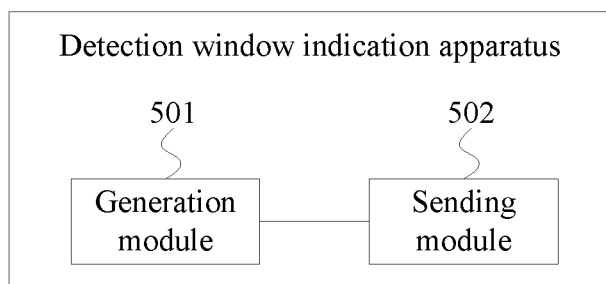 Detection window indication apparatus
501
502
Generation
module
Sending
module